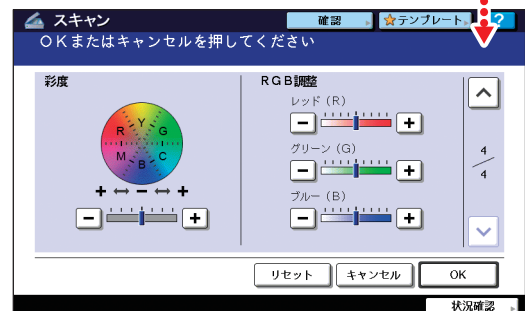 スキャン
確認
テンプレート
?
OKまたはキャンセルを押してください
彩度
Y
R G
M C
B
+ ↔ − ↔ +
− +
RGB調整
レッド (R)
− +
グリーン (G)
− +
ブルー (B)
− +
4
4
リセット
キャンセル
OK
状況確認